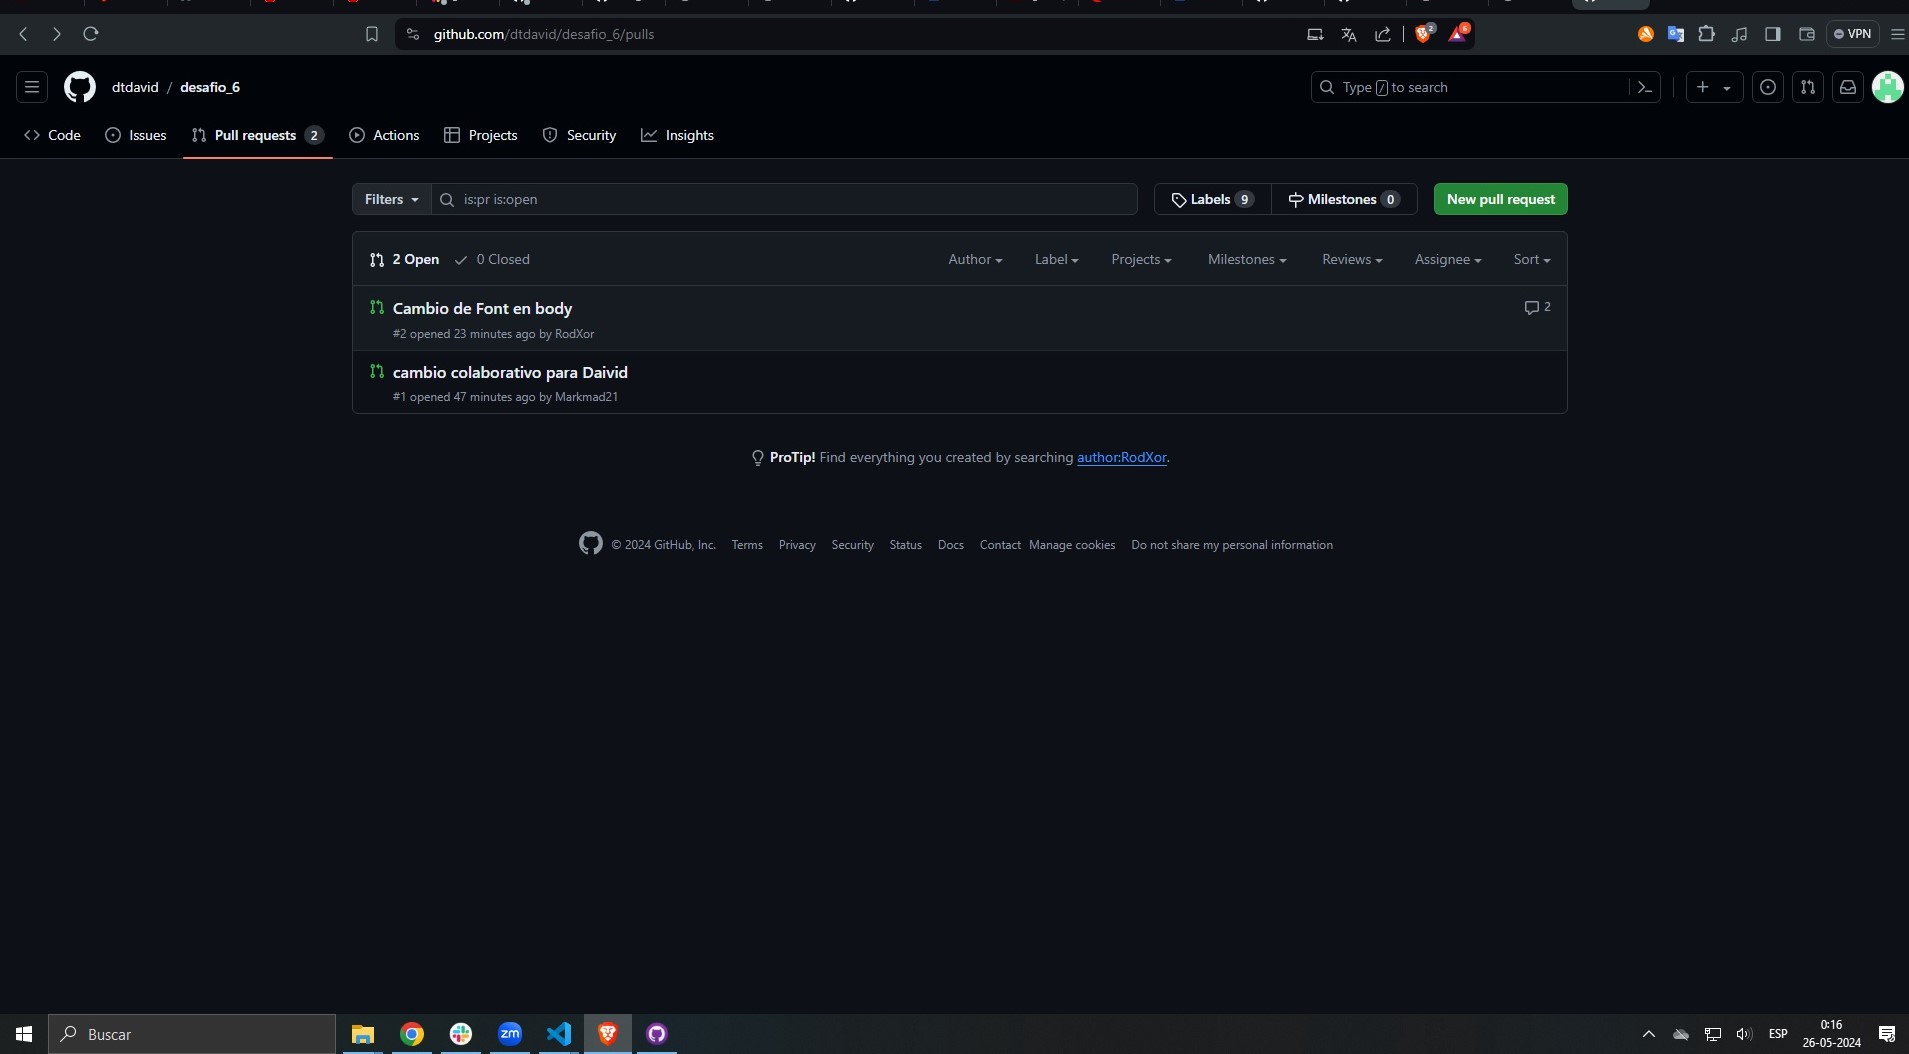 github.com/dtdavid/desafio_6/pulls
2
6
VPN
dtdavid / desafio_6
Type / to search
Code
Issues
Pull requests 2
Actions
Projects
Security
Insights
Filters
is:pr is:open
Labels 9
Milestones 0
New pull request
2 Open
0 Closed
Author
Label
Projects
Milestones
Reviews
Assignee
Sort
Cambio de Font en body
2
#2 opened 23 minutes ago by RodXor
cambio colaborativo para Daivid
#1 opened 47 minutes ago by Markmad21
ProTip! Find everything you created by searching author:RodXor.
© 2024 GitHub, Inc.
Terms
Privacy
Security
Status
Docs
Contact
Manage cookies
Do not share my personal information
Buscar
zm
ESP
0:16
26-05-2024